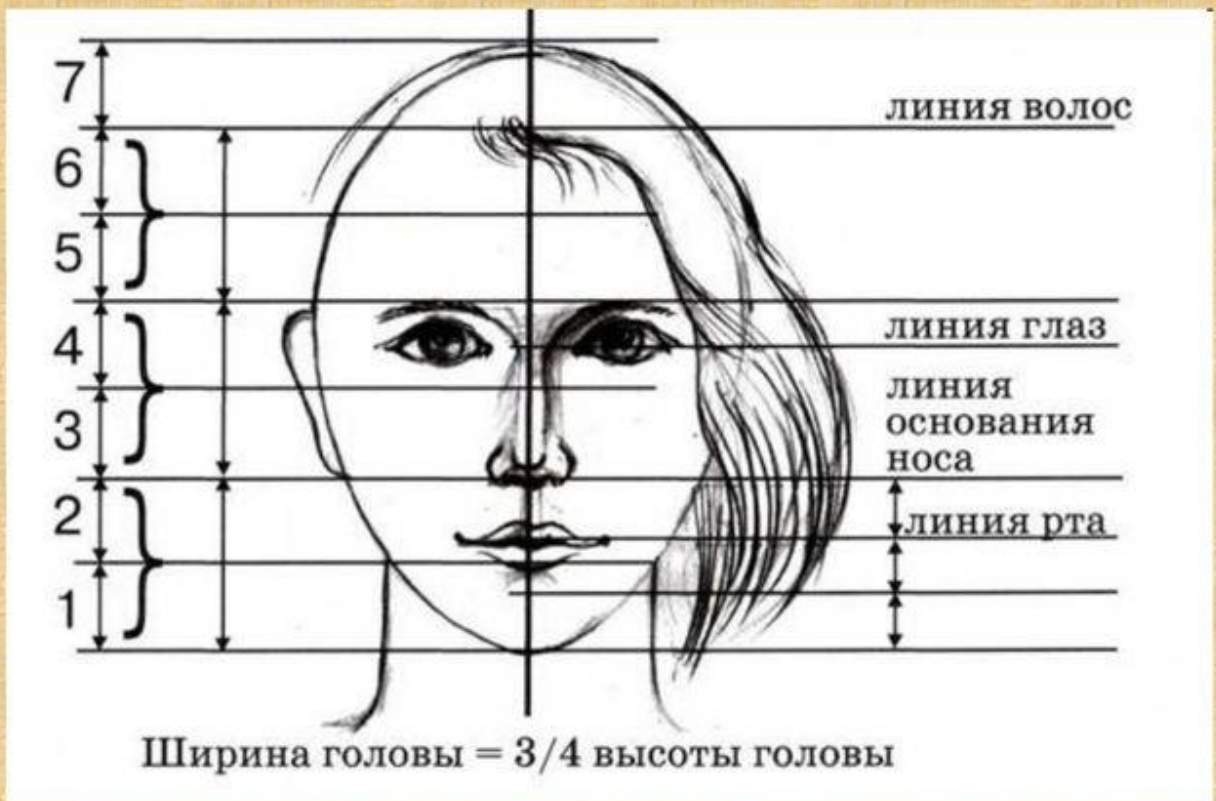 7
линия волос
6
5
4
линия глаз
3
линия
основания
носа
2
линия рта
1
Ширина головы = 3/4 высоты головы